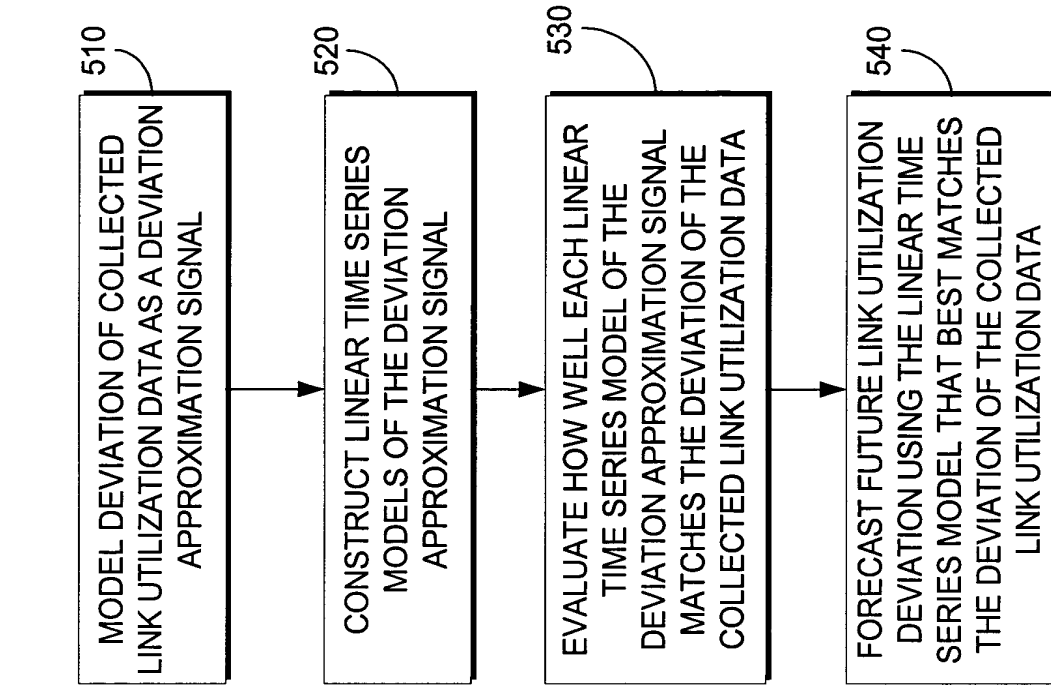 510
MODEL DEVIATION OF COLLECTED
LINK UTILIZATION DATA AS A DEVIATION
APPROXIMATION SIGNAL
520
CONSTRUCT LINEAR TIME SERIES
MODELS OF THE DEVIATION
APPROXIMATION SIGNAL
530
EVALUATE HOW WELL EACH LINEAR
TIME SERIES MODEL OF THE
DEVIATION APPROXIMATION SIGNAL
MATCHES THE DEVIATION OF THE
COLLECTED LINK UTILIZATION DATA
540
FORECAST FUTURE LINK UTILIZATION
DEVIATION USING THE LINEAR TIME
SERIES MODEL THAT BEST MATCHES
THE DEVIATION OF THE COLLECTED
LINK UTILIZATION DATA